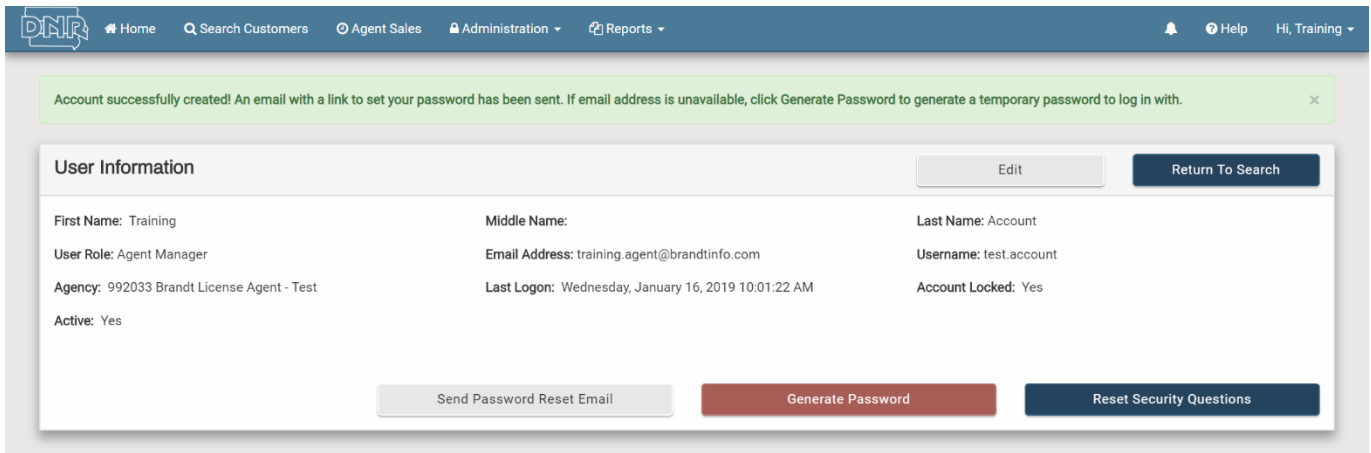 DNR Home Search Customers Agent Sales Administration Reports Help Hi, Training
Account successfully created! An email with a link to set your password has been sent. If email address is unavailable, click Generate Password to generate a temporary password to log in with. ×
User Information Edit Return To Search
First Name: Training Middle Name: Last Name: Account
User Role: Agent Manager Email Address: training.agent@brandtinfo.com Username: test.account
Agency: 992033 Brandt License Agent - Test Last Logon: Wednesday, January 16, 2019 10:01:22 AM Account Locked: Yes
Active: Yes
Send Password Reset Email Generate Password Reset Security Questions